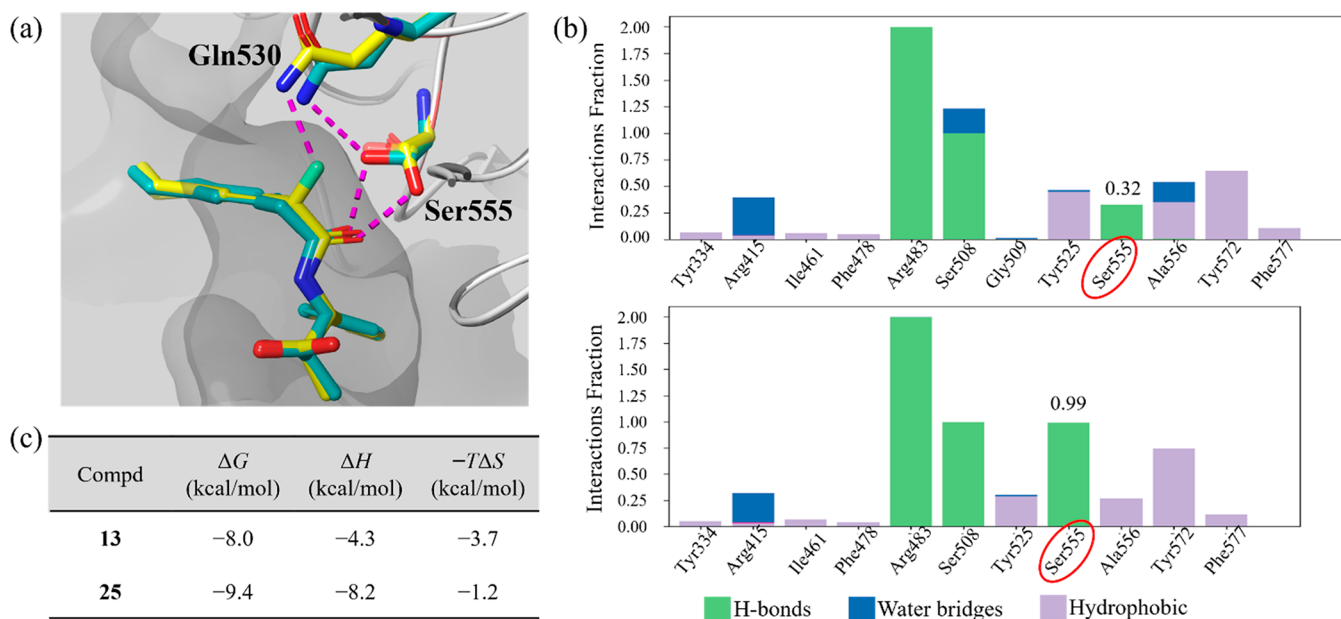 (a)
Gln530
Ser555
(b)
Interactions Fraction
2.00
1.75
1.50
1.25
1.00
0.75
0.50
0.25
0.00
0.32
Tyr334 Arg415 Ile461 Phe478 Arg483 Ser508 Gly509 Tyr525 Ser555 Ala556 Tyr572 Phe577
Interactions Fraction
2.00
1.75
1.50
1.25
1.00
0.75
0.50
0.25
0.00
0.99
Tyr334 Arg415 Ile461 Phe478 Arg483 Ser508 Tyr525 Ser555 Ala556 Tyr572 Phe577
H-bonds Water bridges Hydrophobic
(c)
Compd ΔG (kcal/mol) ΔH (kcal/mol) −TΔS (kcal/mol)
13 −8.0 −4.3 −3.7
25 −9.4 −8.2 −1.2